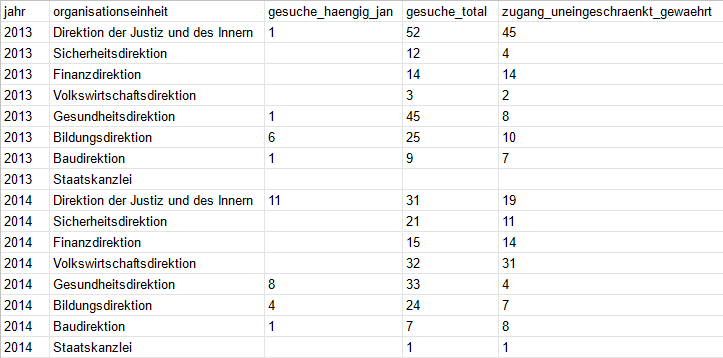 jahr organisationseinheit gesuche_haengig_jan gesuche_total zugang_uneingeschraenkt_gewaehrt
2013 Direktion der Justiz und des Innern 1 52 45
2013 Sicherheitsdirektion 12 4
2013 Finanzdirektion 14 14
2013 Volkswirtschaftsdirektion 3 2
2013 Gesundheitsdirektion 1 45 8
2013 Bildungsdirektion 6 25 10
2013 Baudirektion 1 9 7
2013 Staatskanzlei
2014 Direktion der Justiz und des Innern 11 31 19
2014 Sicherheitsdirektion 21 11
2014 Finanzdirektion 15 14
2014 Volkswirtschaftsdirektion 32 31
2014 Gesundheitsdirektion 8 33 4
2014 Bildungsdirektion 4 24 7
2014 Baudirektion 1 7 8
2014 Staatskanzlei 1 1